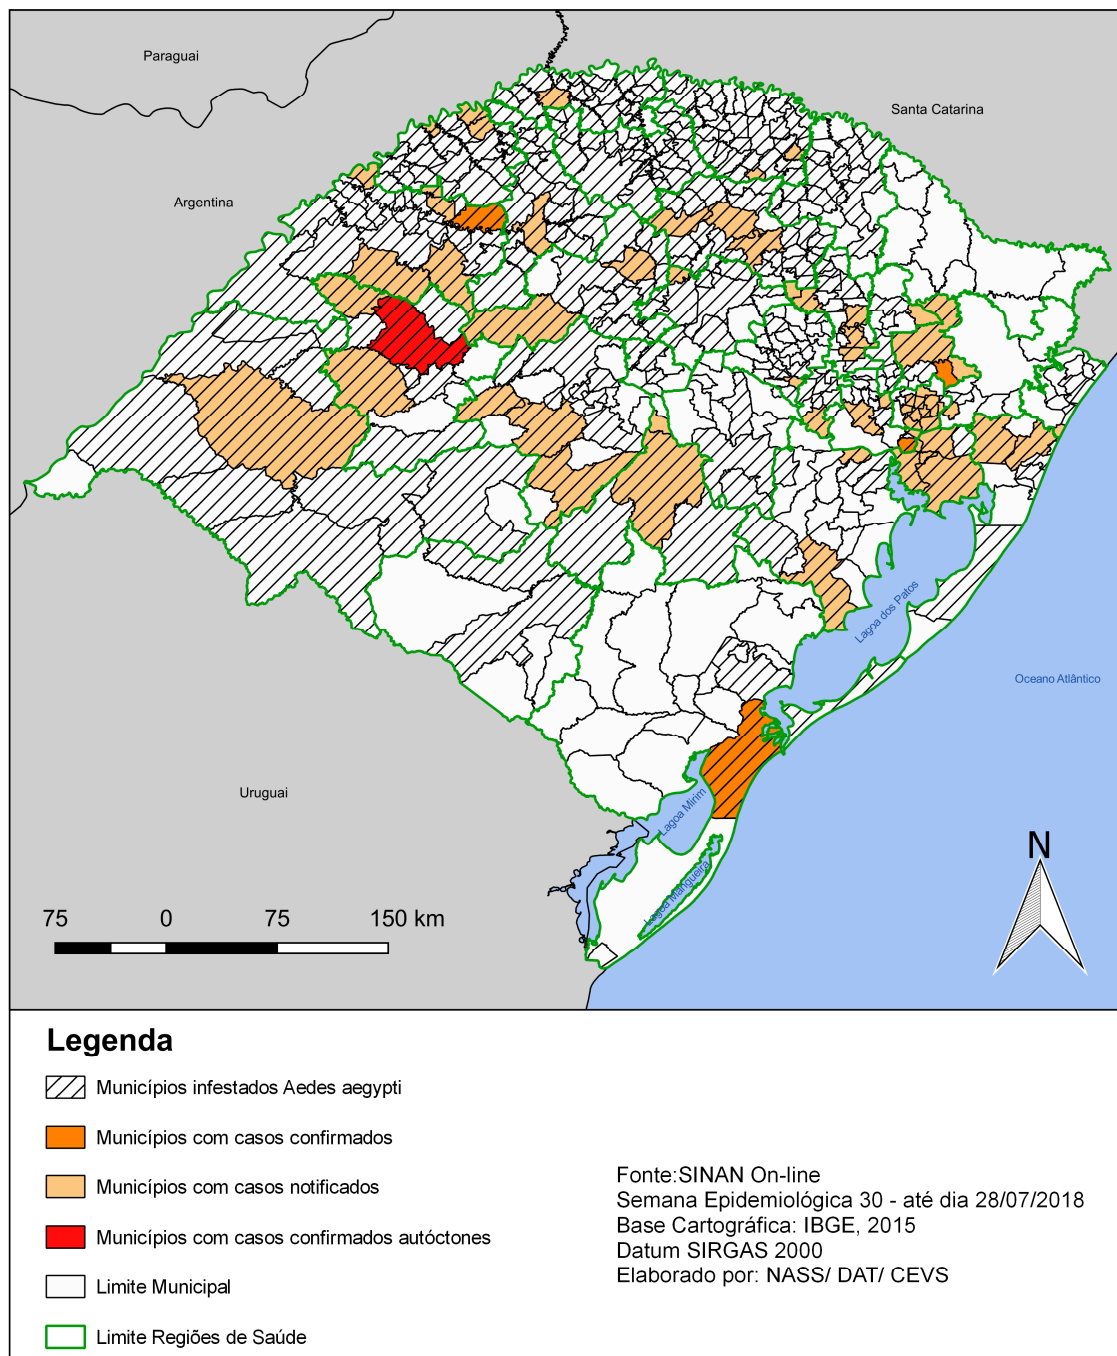 Paraguai
Santa Catarina
Argentina
Lagoa dos Patos
Oceano Atlântico
Uruguai
Lagoa Mirim
Lagoa Mangueira
N
75 0 75 150 km
Legenda
Municípios infestados Aedes aegypti
Municípios com casos confirmados
Municípios com casos notificados
Municípios com casos confirmados autóctones
Limite Municipal
Limite Regiões de Saúde
Fonte:SINAN On-line
Semana Epidemiológica 30 - até dia 28/07/2018
Base Cartográfica: IBGE, 2015
Datum SIRGAS 2000
Elaborado por: NASS/ DAT/ CEVS